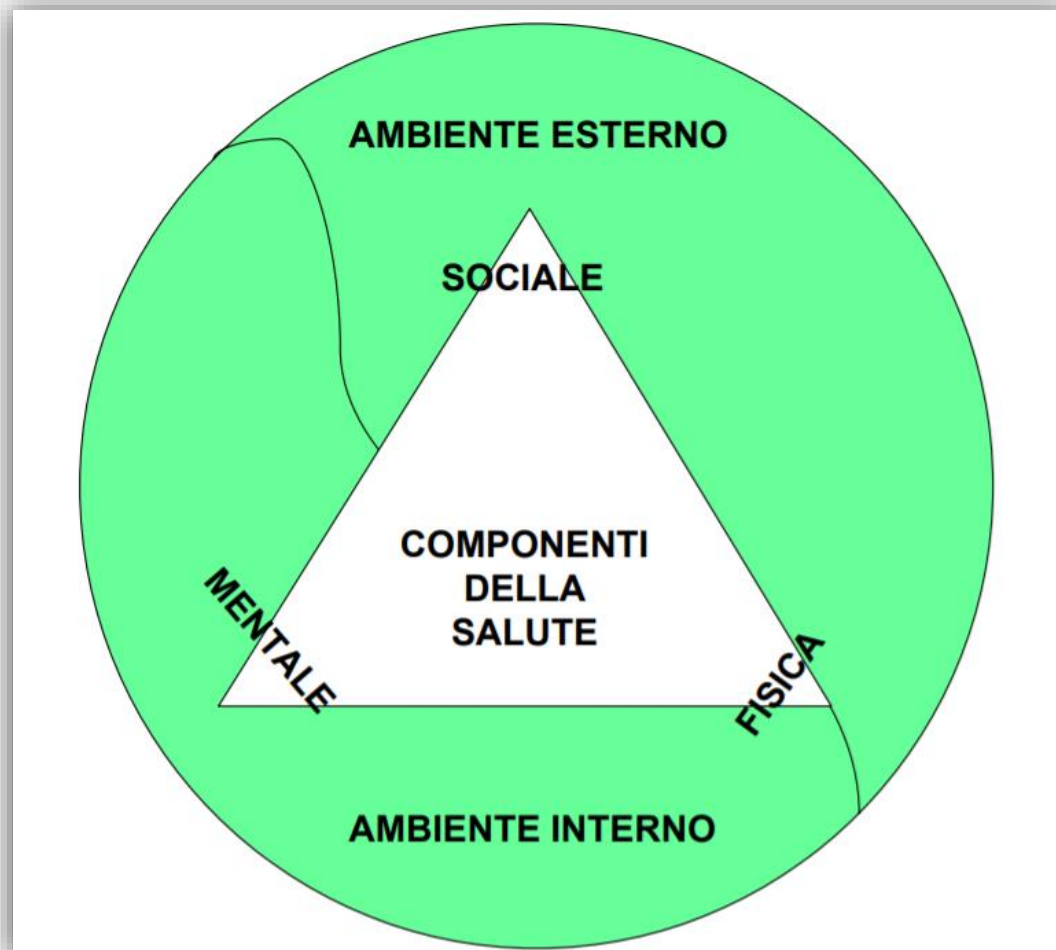 AMBIENTE ESTERNO
SOCIALE
COMPONENTI
DELLA
SALUTE
MENTALE
FISICA
AMBIENTE INTERNO